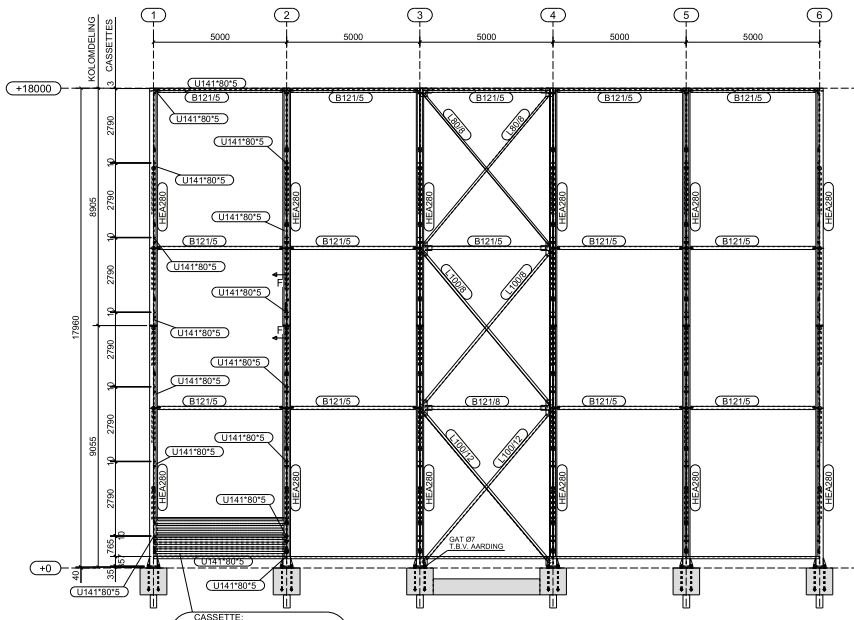 1 2 3 4 5 6
KOLOMDELING
CASSETTES
5000 5000 5000 5000 5000
+18000
3
U141*80*5
B121/5 B121/5 B121/5 B121/5 B121/5
U141*80*5
L80/8 L80/8
2790
U141*80*5
10
U141*80*5
8905
2790
HEA280 HEA280 HEA280 HEA280 HEA280 HEA280
U141*80*5
10
B121/5 B121/5 B121/5 B121/5 B121/5
U141*80*5
2790
L100/8 L100/8
F
U141*80*5
10
17960
U141*80*5
F
2790
U141*80*5
U141*80*5
10
B121/5 B121/5 B121/8 B121/5 B121/5
2790
9055
U141*80*5
L100/12 L100/12
U141*80*5
10
2790
HEA280 HEA280 HEA280 HEA280 HEA280 HEA280
U141*80*5
10
765
GAT Ø7
T.B.V. AARDING
U141*80*5
+0
40
35
U141*80*5
U141*80*5
CASSETTE: